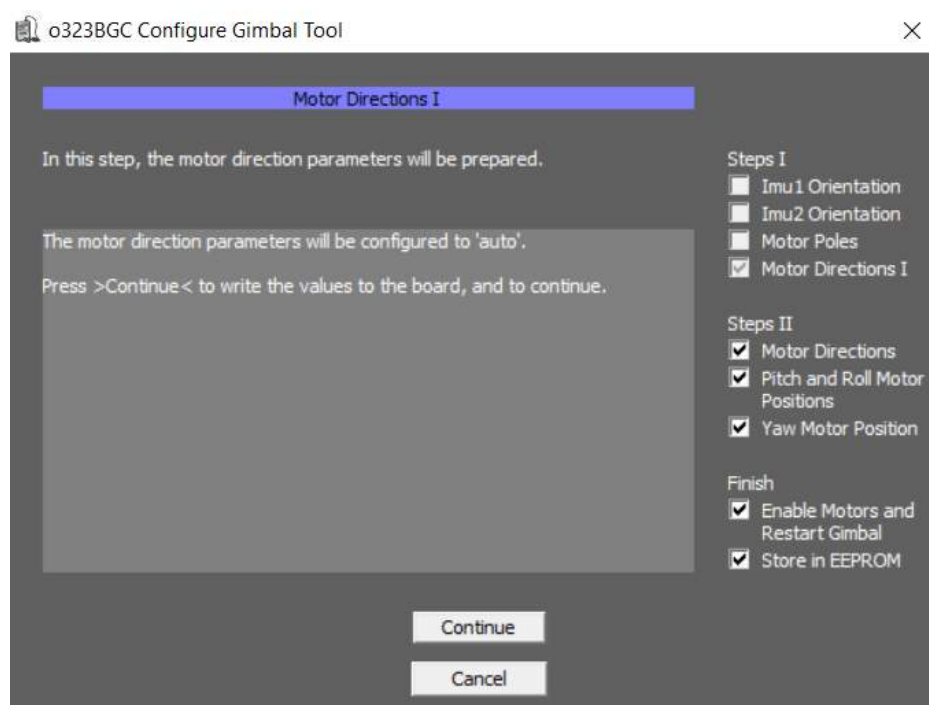 o323BGC Configure Gimbal Tool
Motor Directions I
In this step, the motor direction parameters will be prepared.
The motor direction parameters will be configured to 'auto'.
Press >Continue< to write the values to the board, and to continue.
Steps I
Imu1 Orientation
Imu2 Orientation
Motor Poles
Motor Directions I
Steps II
Motor Directions
Pitch and Roll Motor
Positions
Yaw Motor Position
Finish
Enable Motors and
Restart Gimbal
Store in EEPROM
Continue
Cancel